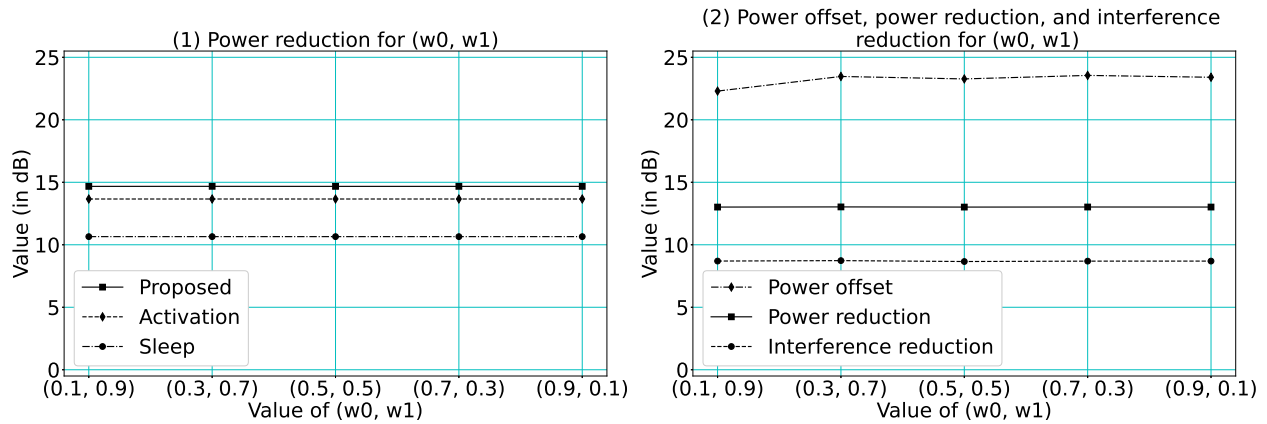 (1) Power reduction for (w0, w1)
25
20
15
10
5
0
Value (in dB)
Proposed
Activation
Sleep
(0.1, 0.9) (0.3, 0.7) (0.5, 0.5) (0.7, 0.3) (0.9, 0.1)
Value of (w0, w1)
(2) Power offset, power reduction, and interference
reduction for (w0, w1)
25
20
15
10
5
0
Value (in dB)
Power offset
Power reduction
Interference reduction
(0.1, 0.9) (0.3, 0.7) (0.5, 0.5) (0.7, 0.3) (0.9, 0.1)
Value of (w0, w1)